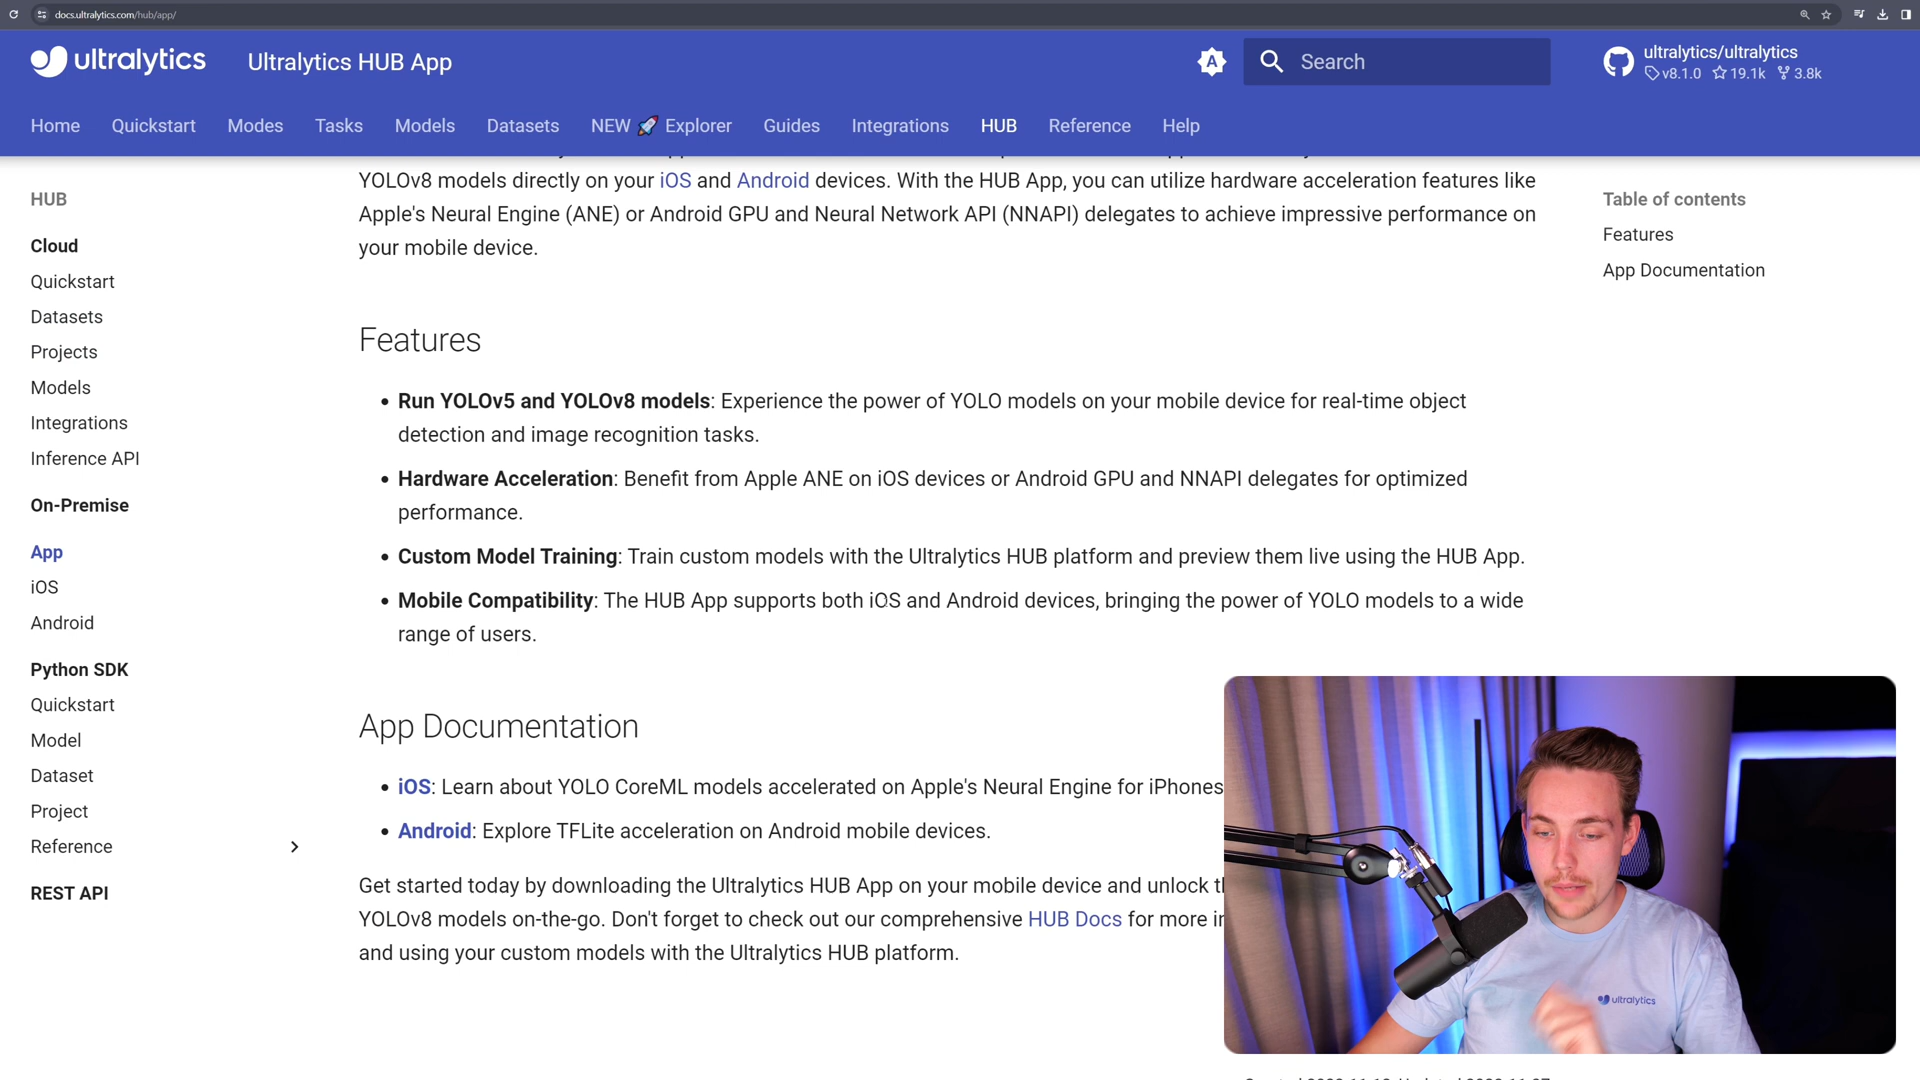 docs.ultralytics.com/hub/app/
ultralytics
Ultralytics HUB App
A
Search
ultralytics/ultralytics
v8.1.0 19.1k 3.8k
Home Quickstart Modes Tasks Models Datasets NEW 🚀 Explorer Guides Integrations HUB Reference Help
HUB
Cloud
Quickstart
Datasets
Projects
Models
Integrations
Inference API
On-Premise
App
iOS
Android
Python SDK
Quickstart
Model
Dataset
Project
Reference
REST API
YOLOv8 models directly on your iOS and Android devices. With the HUB App, you can utilize hardware acceleration features like
Apple's Neural Engine (ANE) or Android GPU and Neural Network API (NNAPI) delegates to achieve impressive performance on
your mobile device.
Features
• Run YOLOv5 and YOLOv8 models: Experience the power of YOLO models on your mobile device for real-time object
detection and image recognition tasks.
• Hardware Acceleration: Benefit from Apple ANE on iOS devices or Android GPU and NNAPI delegates for optimized
performance.
• Custom Model Training: Train custom models with the Ultralytics HUB platform and preview them live using the HUB App.
• Mobile Compatibility: The HUB App supports both iOS and Android devices, bringing the power of YOLO models to a wide
range of users.
App Documentation
• iOS: Learn about YOLO CoreML models accelerated on Apple's Neural Engine for iPhones
• Android: Explore TFLite acceleration on Android mobile devices.
Get started today by downloading the Ultralytics HUB App on your mobile device and unlock
YOLOv8 models on-the-go. Don't forget to check out our comprehensive HUB Docs for more
and using your custom models with the Ultralytics HUB platform.
Table of contents
Features
App Documentation
ultralytics